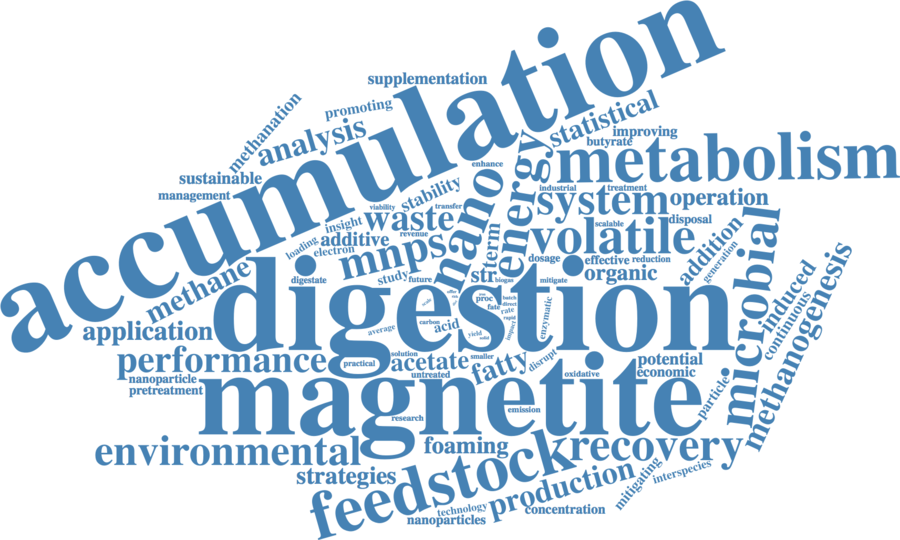 accumulation
supplementation
promoting
methanation
analysis
statistical
improving
butyrate
metabolism
sustainable
management
enhance
energy
nano
stability
viability
transfer
industrial
treatment
system
operation
insight
waste
revenue
term
volatile
scalable
disposal
loading
electron
additive
mnps
dosage
effective
reduction
organic
addition
generation
microbial
methane
digestate
study
future
str
biogas
mitigate
induced
continuous
methanogenesis
digestion
application
average
carbon
acid
proc
fate
batch
direct
rate
rapid
impact
yield
solid
enzymatic
performance
practical
solution
acetate
untreated
smaller
fatty
disrupt
potential
economic
nanoparticle
pretreatment
magnetite
oxidative
particle
research
emission
environmental
foaming
recovery
strategies
feedstock
production
mitigating
interspecies
technology
nanoparticles
concentration